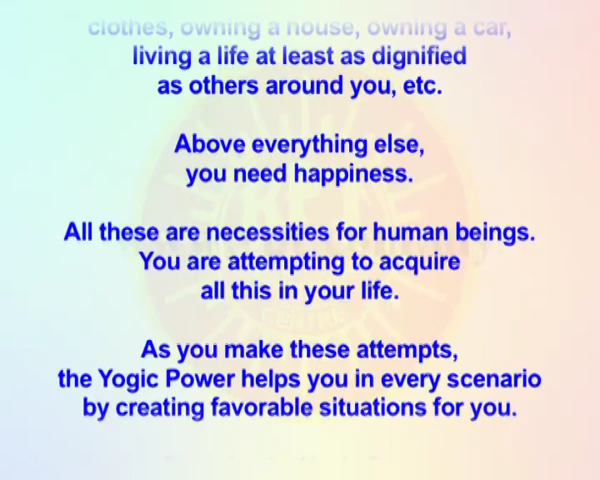 clothes, owning a house, owning a car,
living a life at least as dignified
as others around you, etc.
Above everything else,
you need happiness.
All these are necessities for human beings.
You are attempting to acquire
all this in your life.
As you make these attempts,
the Yogic Power helps you in every scenario
by creating favorable situations for you.